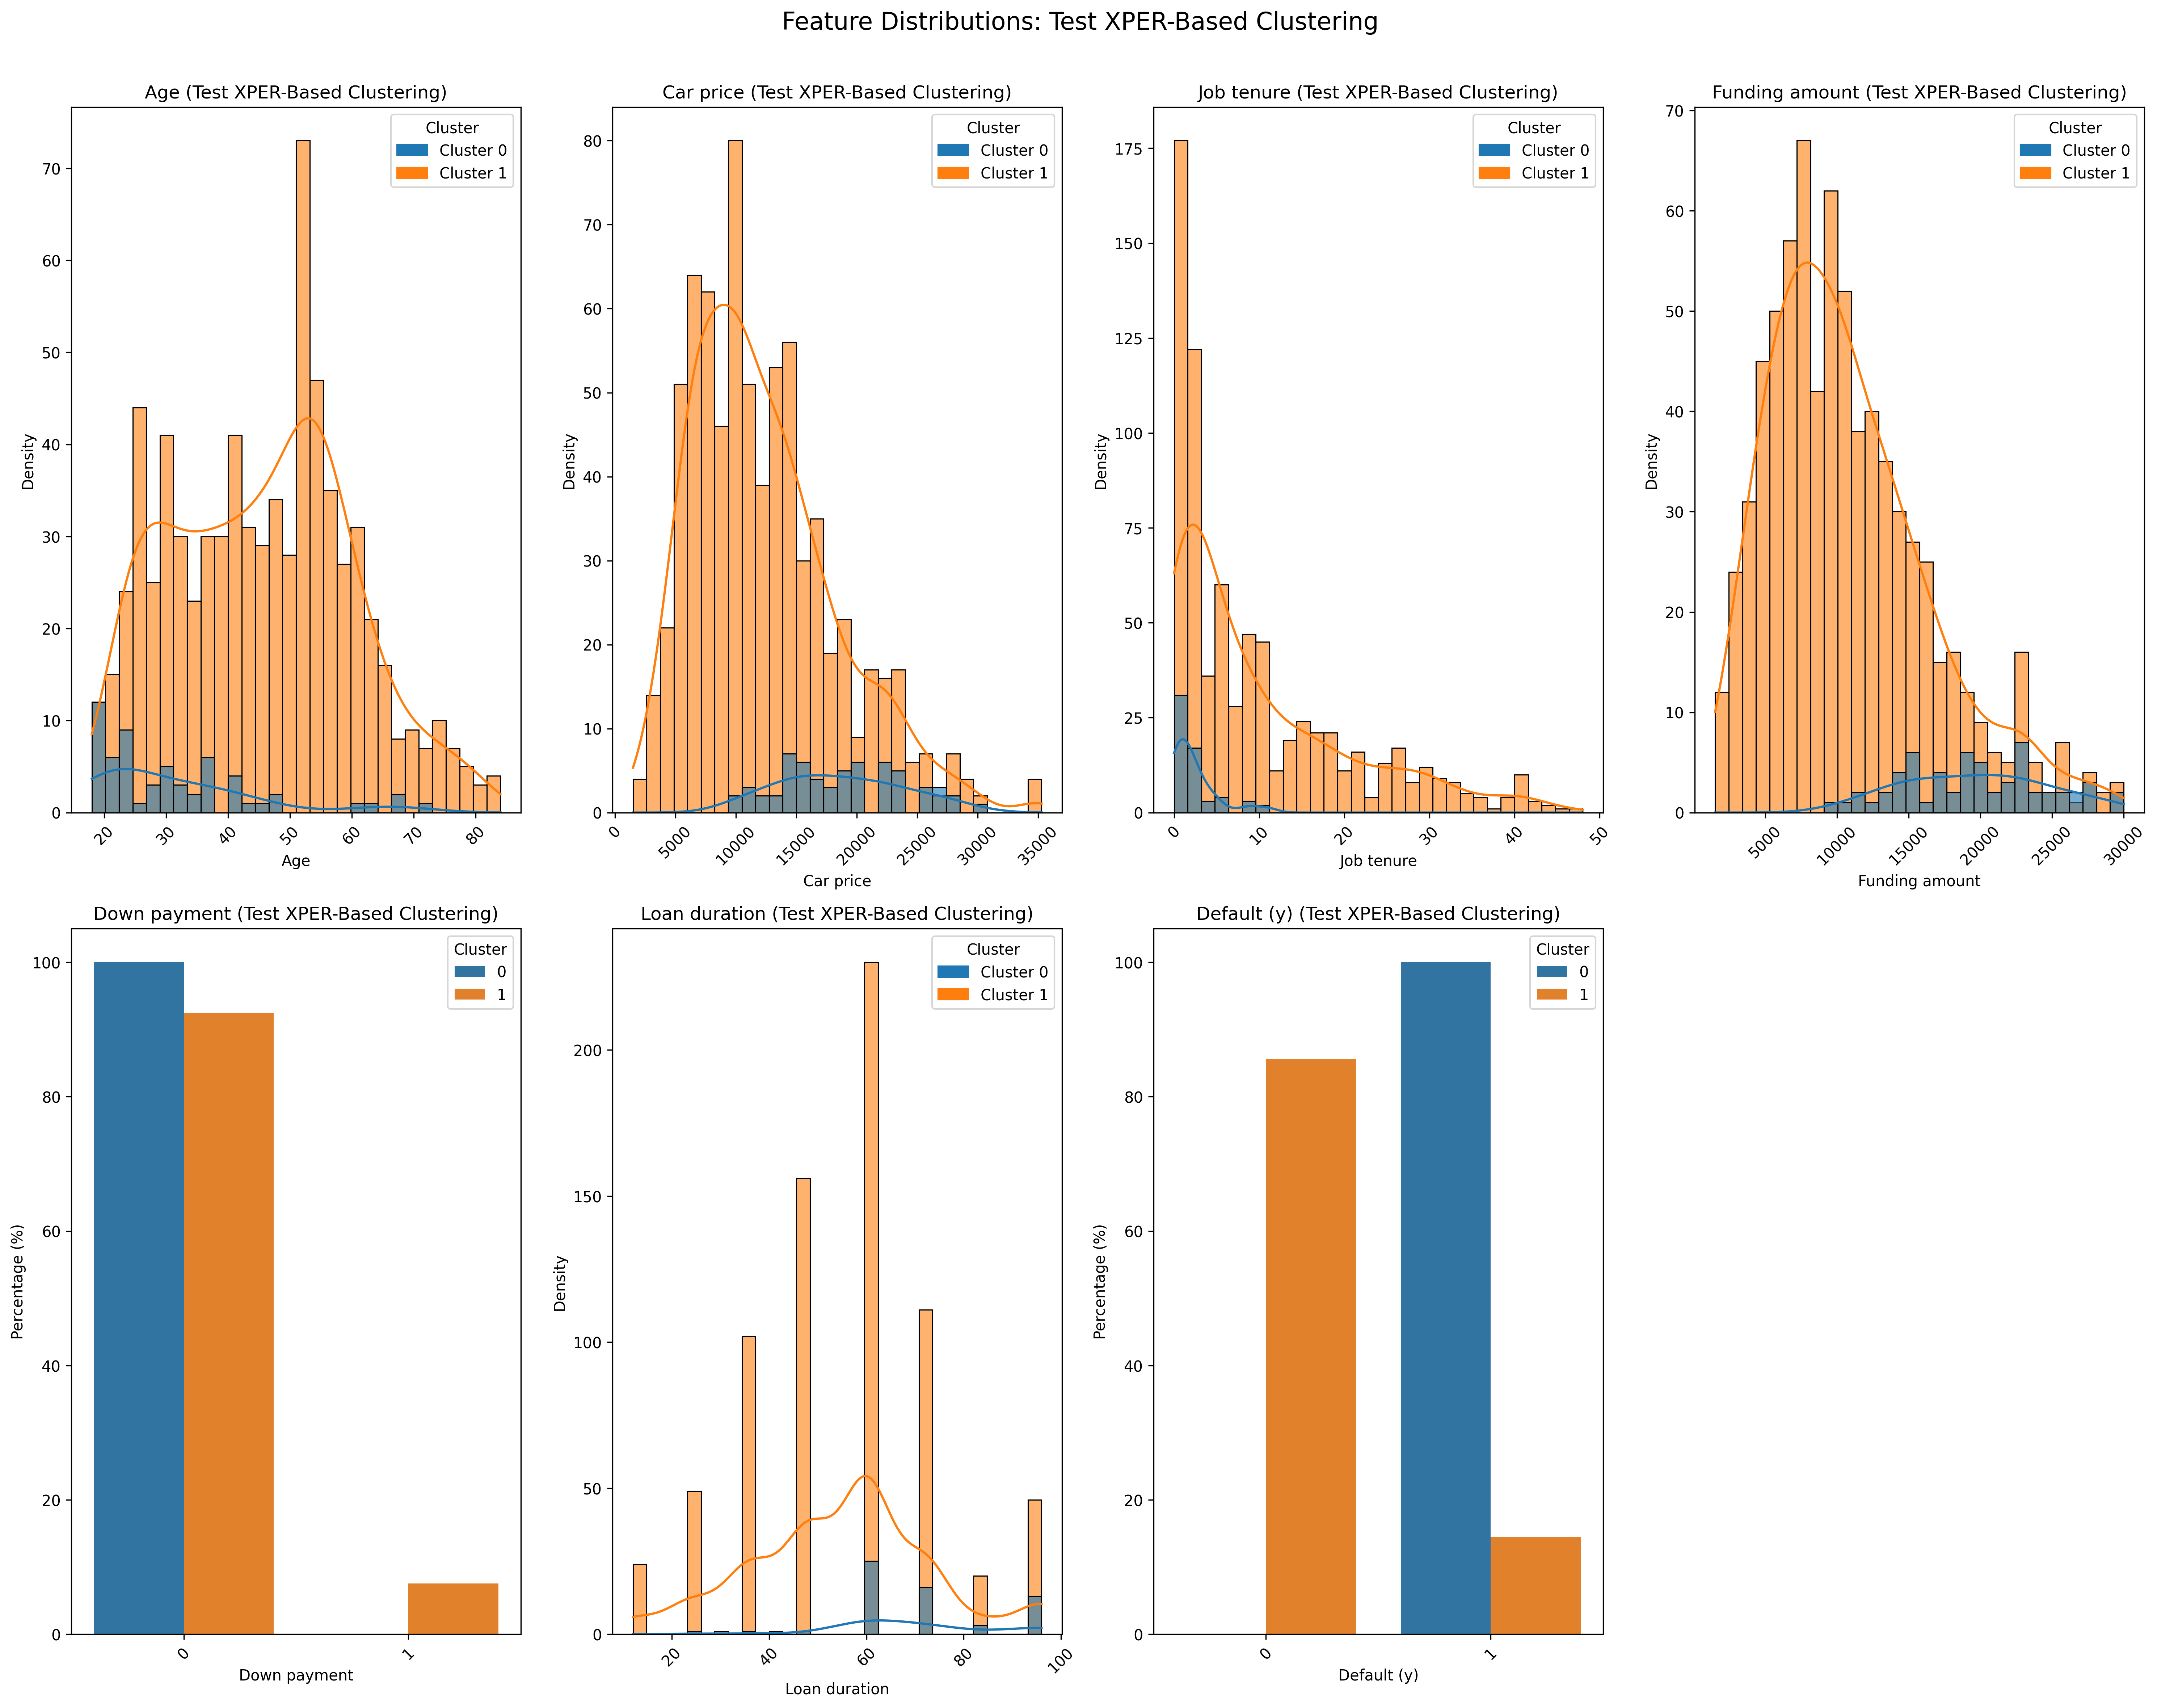 Feature Distributions: Test XPER-Based Clustering
Age (Test XPER-Based Clustering)
Density
70
60
50
40
30
20
10
0
Cluster
Cluster 0
Cluster 1
20 30 40 50 60 70 80
Age
Car price (Test XPER-Based Clustering)
Density
80
70
60
50
40
30
20
10
0
Cluster
Cluster 0
Cluster 1
0 5000 10000 15000 20000 25000 30000 35000
Car price
Job tenure (Test XPER-Based Clustering)
Density
175
150
125
100
75
50
25
0
Cluster
Cluster 0
Cluster 1
0 10 20 30 40 50
Job tenure
Funding amount (Test XPER-Based Clustering)
Density
70
60
50
40
30
20
10
0
Cluster
Cluster 0
Cluster 1
5000 10000 15000 20000 25000 30000
Funding amount
Down payment (Test XPER-Based Clustering)
Percentage (%)
100
80
60
40
20
0
Cluster
0
1
0 1
Down payment
Loan duration (Test XPER-Based Clustering)
Density
200
150
100
50
0
Cluster
Cluster 0
Cluster 1
20 40 60 80 100
Loan duration
Default (y) (Test XPER-Based Clustering)
Percentage (%)
100
80
60
40
20
0
Cluster
0
1
0 1
Default (y)